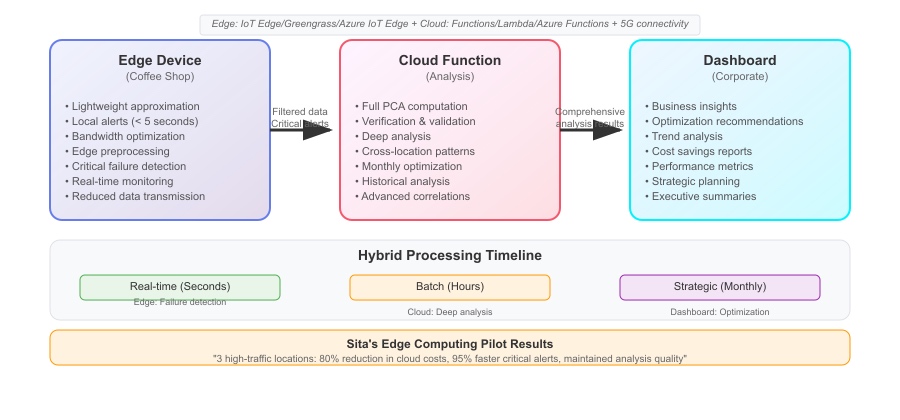 Edge: IoT Edge/Greengrass/Azure IoT Edge + Cloud: Functions/Lambda/Azure Functions + 5G connectivity
Edge Device
(Coffee Shop)
• Lightweight approximation
• Local alerts (< 5 seconds)
• Bandwidth optimization
• Edge preprocessing
• Critical failure detection
• Real-time monitoring
• Reduced data transmission
Filtered data
Critical alerts
Cloud Function
(Analysis)
• Full PCA computation
• Verification & validation
• Deep analysis
• Cross-location patterns
• Monthly optimization
• Historical analysis
• Advanced correlations
Comprehensive
analysis results
Dashboard
(Corporate)
• Business insights
• Optimization recommendations
• Trend analysis
• Cost savings reports
• Performance metrics
• Strategic planning
• Executive summaries
Hybrid Processing Timeline
Real-time (Seconds)
Edge: Failure detection
Batch (Hours)
Cloud: Deep analysis
Strategic (Monthly)
Dashboard: Optimization
Sita's Edge Computing Pilot Results
"3 high-traffic locations: 80% reduction in cloud costs, 95% faster critical alerts, maintained analysis quality"